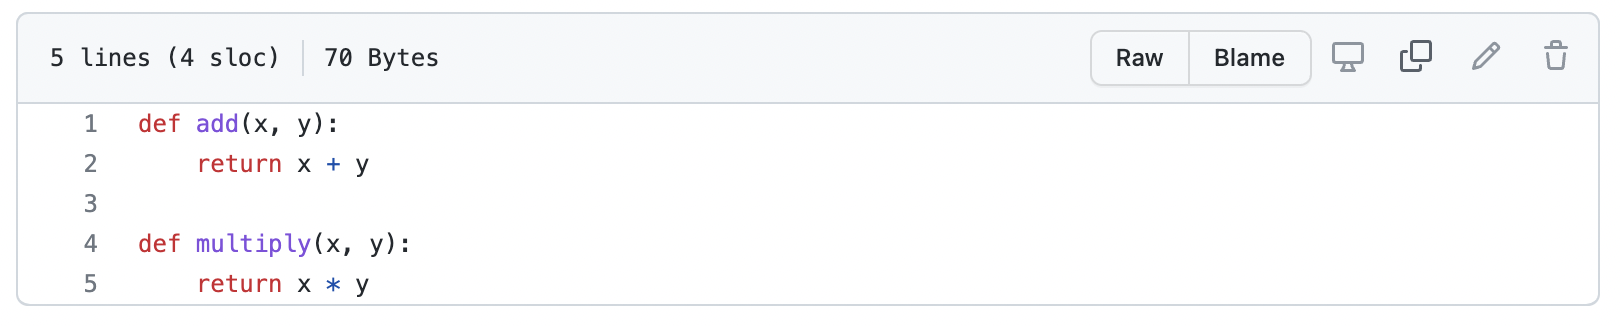 5 lines (4 sloc) 70 Bytes Raw Blame
1 def add(x, y):
2     return x + y
3
4 def multiply(x, y):
5     return x * y